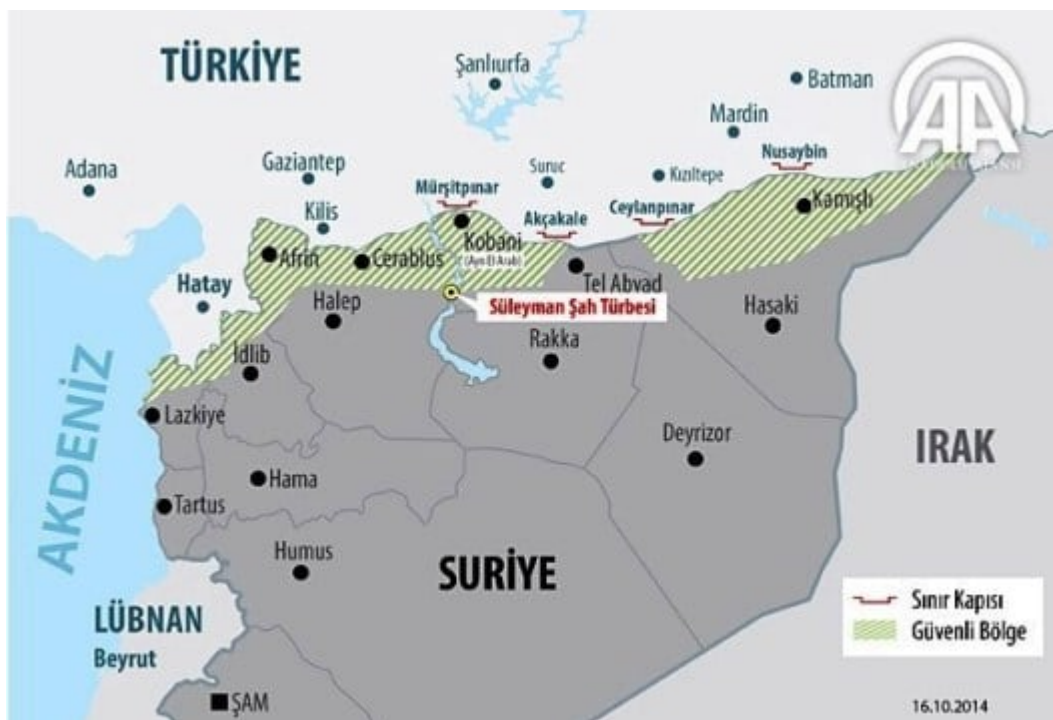 TÜRKİYE
Şanlıurfa
Batman
AA
Mardin
Adana
Gaziantep
Suruc
Kızıltepe
Nusaybin
Mürşitpınar
Kilis
Akçakale
Ceylanpınar
Kamışlı
Afrin
Cerablus
Kobani
(Ayn El Arab)
Tel Abyad
Hatay
Halep
Süleyman Şah Türbesi
Hasaki
AKDENİZ
İdlib
Rakka
Lazkiye
Deyrizor
IRAK
Hama
Tartus
Humus
SURİYE
Sınır Kapısı
LÜBNAN
Güvenli Bölge
Beyrut
ŞAM
16.10.2014